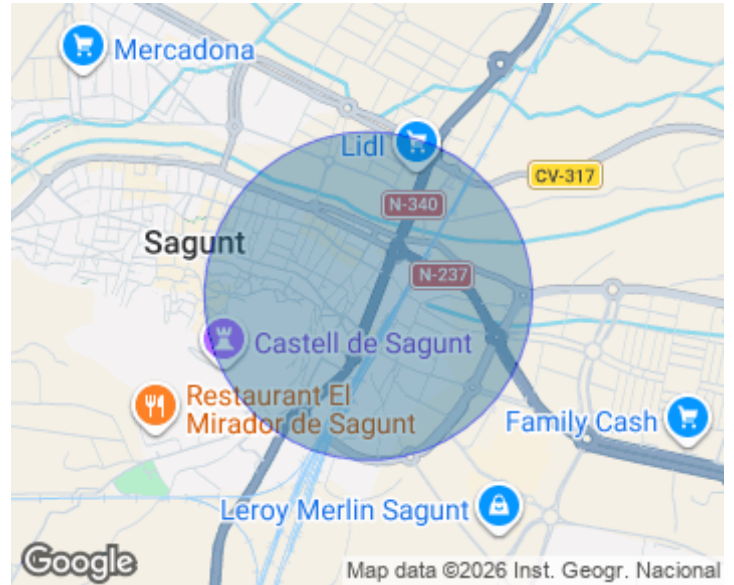 Mercadona
Lidl
CV-317
N-340
Sagunt
N-237
Castell de Sagunt
Restaurant El
Mirador de Sagunt
Family Cash
Leroy Merlin Sagunt
Google
Map data ©2026 Inst. Geogr. Nacional